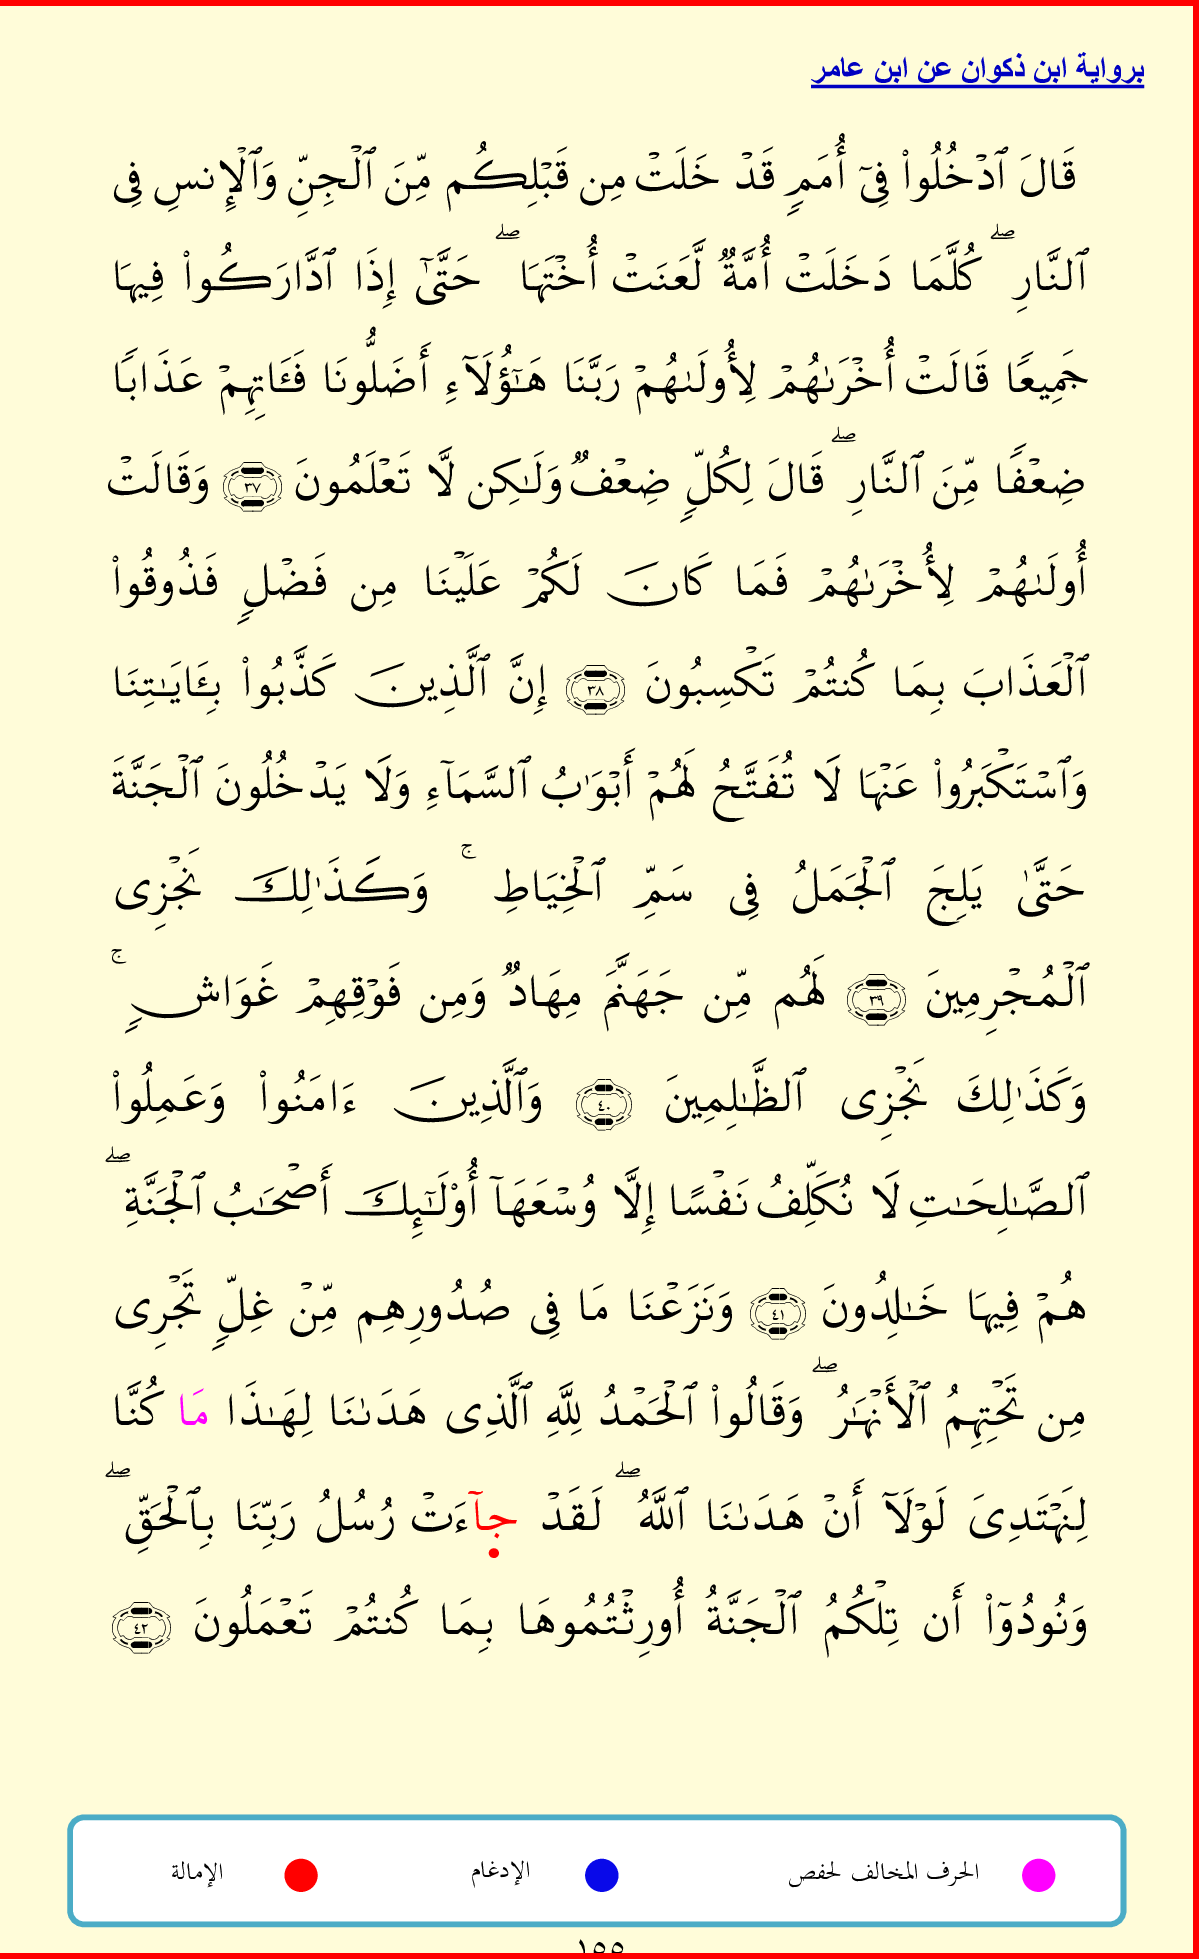 برواية ابن ذكوان عن ابن عامر
قَالَ ٱدۡخُلُواْ فِيٓ أُمَمٖ قَدۡ خَلَتۡ مِن قَبۡلِكُم مِّنَ ٱلۡجِنِّ وَٱلۡإِنسِ فِي
ٱلنَّارِۖ كُلَّمَا دَخَلَتۡ أُمَّةٞ لَّعَنَتۡ أُخۡتَهَاۖ حَتَّىٰٓ إِذَا ٱدَّارَكُواْ فِيهَا
جَمِيعٗا قَالَتۡ أُخۡرَىٰهُمۡ لِأُولَىٰهُمۡ رَبَّنَا هَـٰٓؤُلَآءِ أَضَلُّونَا فَـَٔاتِهِمۡ عَذَابٗا
ضِعۡفٗا مِّنَ ٱلنَّارِۖ قَالَ لِكُلّٖ ضِعۡفٞ وَلَـٰكِن لَّا تَعۡلَمُونَ ٣٧ وَقَالَتۡ
أُولَىٰهُمۡ لِأُخۡرَىٰهُمۡ فَمَا كَانَ لَكُمۡ عَلَيۡنَا مِن فَضۡلٖ فَذُوقُواْ
ٱلۡعَذَابَ بِمَا كُنتُمۡ تَكۡسِبُونَ ٣٨ إِنَّ ٱلَّذِينَ كَذَّبُواْ بِـَٔايَـٰتِنَا
وَٱسۡتَكۡبَرُواْ عَنۡهَا لَا تُفَتَّحُ لَهُمۡ أَبۡوَٰبُ ٱلسَّمَآءِ وَلَا يَدۡخُلُونَ ٱلۡجَنَّةَ
حَتَّىٰ يَلِجَ ٱلۡجَمَلُ فِي سَمِّ ٱلۡخِيَاطِۚ وَكَذَٰلِكَ نَجۡزِي
ٱلۡمُجۡرِمِينَ ٣٩ لَهُم مِّن جَهَنَّمَ مِهَادٞ وَمِن فَوۡقِهِمۡ غَوَاشٖۚ
وَكَذَٰلِكَ نَجۡزِي ٱلظَّـٰلِمِينَ ٤٠ وَٱلَّذِينَ ءَامَنُواْ وَعَمِلُواْ
ٱلصَّـٰلِحَـٰتِ لَا نُكَلِّفُ نَفۡسًا إِلَّا وُسۡعَهَآ أُوْلَـٰٓئِكَ أَصۡحَـٰبُ ٱلۡجَنَّةِۖ
هُمۡ فِيهَا خَـٰلِدُونَ ٤١ وَنَزَعۡنَا مَا فِي صُدُورِهِم مِّنۡ غِلّٖ تَجۡرِي
مِن تَحۡتِهِمُ ٱلۡأَنۡهَـٰرُۖ وَقَالُواْ ٱلۡحَمۡدُ لِلَّهِ ٱلَّذِي هَدَىٰنَا لِهَـٰذَا مَا كُنَّا
لِنَهۡتَدِيَ لَوۡلَآ أَنۡ هَدَىٰنَا ٱللَّهُۖ لَقَدۡ جَآءَتۡ رُسُلُ رَبِّنَا بِٱلۡحَقِّۖ
وَنُودُوٓاْ أَن تِلۡكُمُ ٱلۡجَنَّةُ أُورِثۡتُمُوهَا بِمَا كُنتُمۡ تَعۡمَلُونَ ٤٢
الحرف المخالف لحفص الإدغام الإمالة
١٥٥